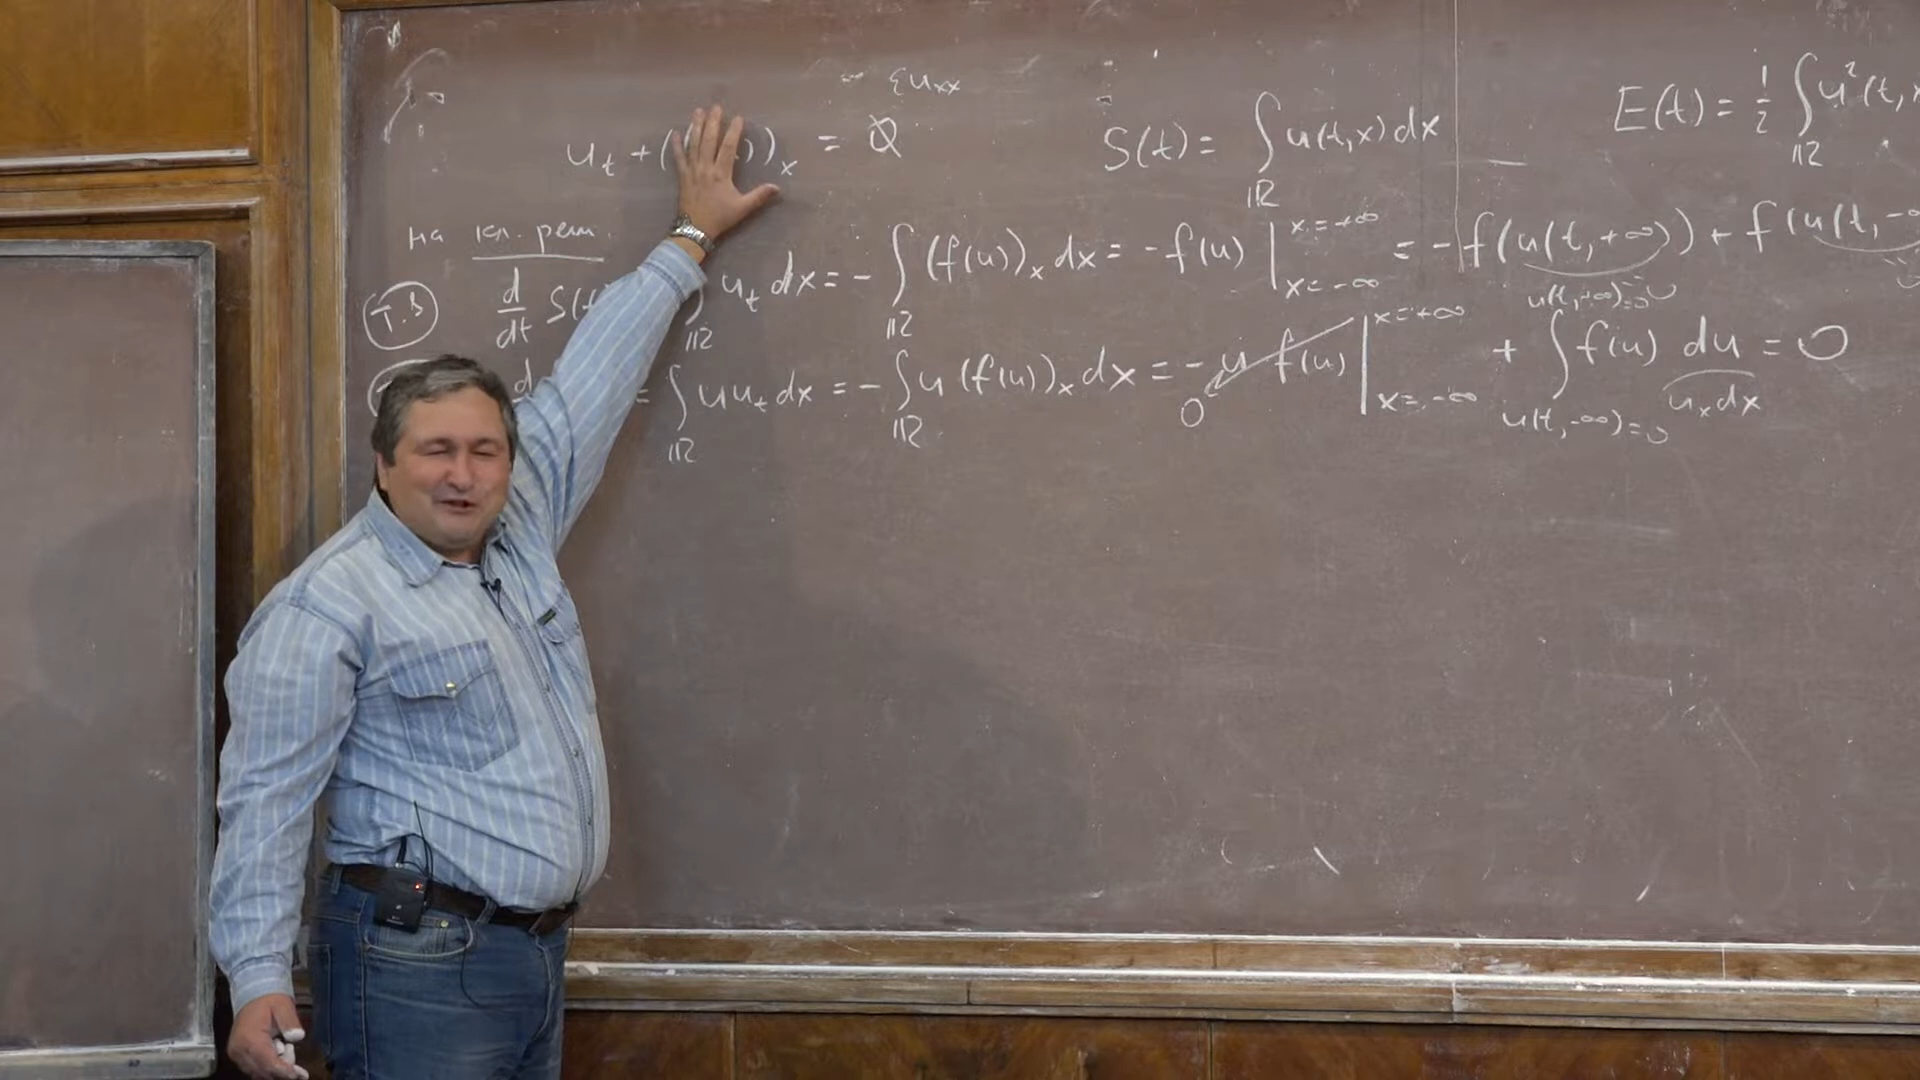 εu_xx
u_t + ( ))_x = 0
S(t) = ∫_ℝ u(t,x) dx
E(t) = 1/2 ∫_ℝ u²(t,x
на кл. реш.
Т.3 d/dt S(t) ∫_ℝ u_t dx = - ∫_ℝ (f(u))_x dx = - f(u) |_{x=-∞}^{x=+∞} = - f(u(t,+∞)) + f(u(t,-∞
d = ∫_ℝ u u_t dx = - ∫_ℝ u (f(u))_x dx = - u f(u) |_{x=-∞}^{x=+∞} + ∫_{u(t,-∞)=0}^{u(t,+∞)=0} f(u) du = 0
0
u_x dx